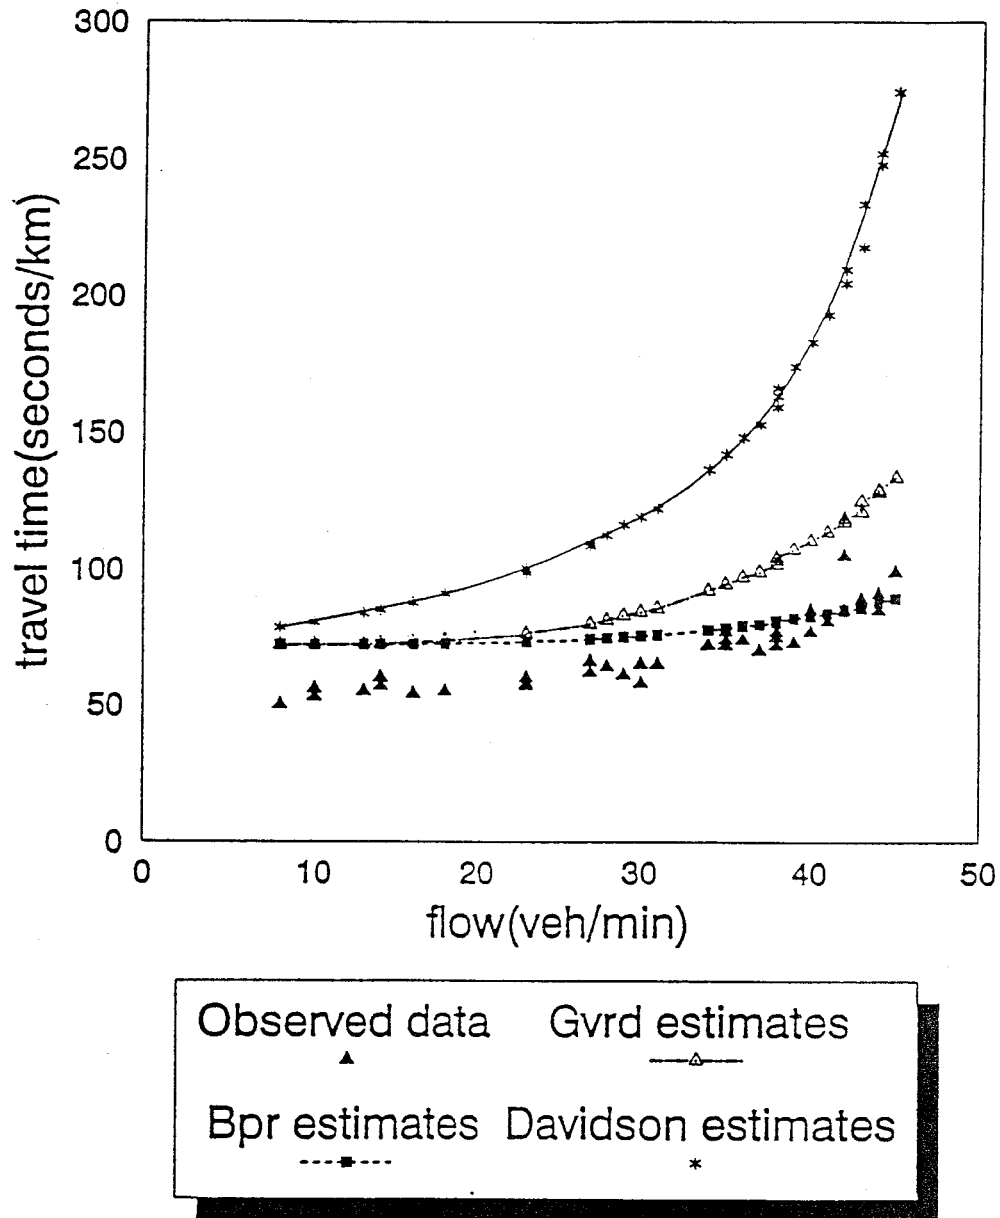 300
250
200
150
100
50
0
travel time(seconds/km)
0 10 20 30 40 50
flow(veh/min)
Observed data Gvrd estimates
Bpr estimates Davidson estimates